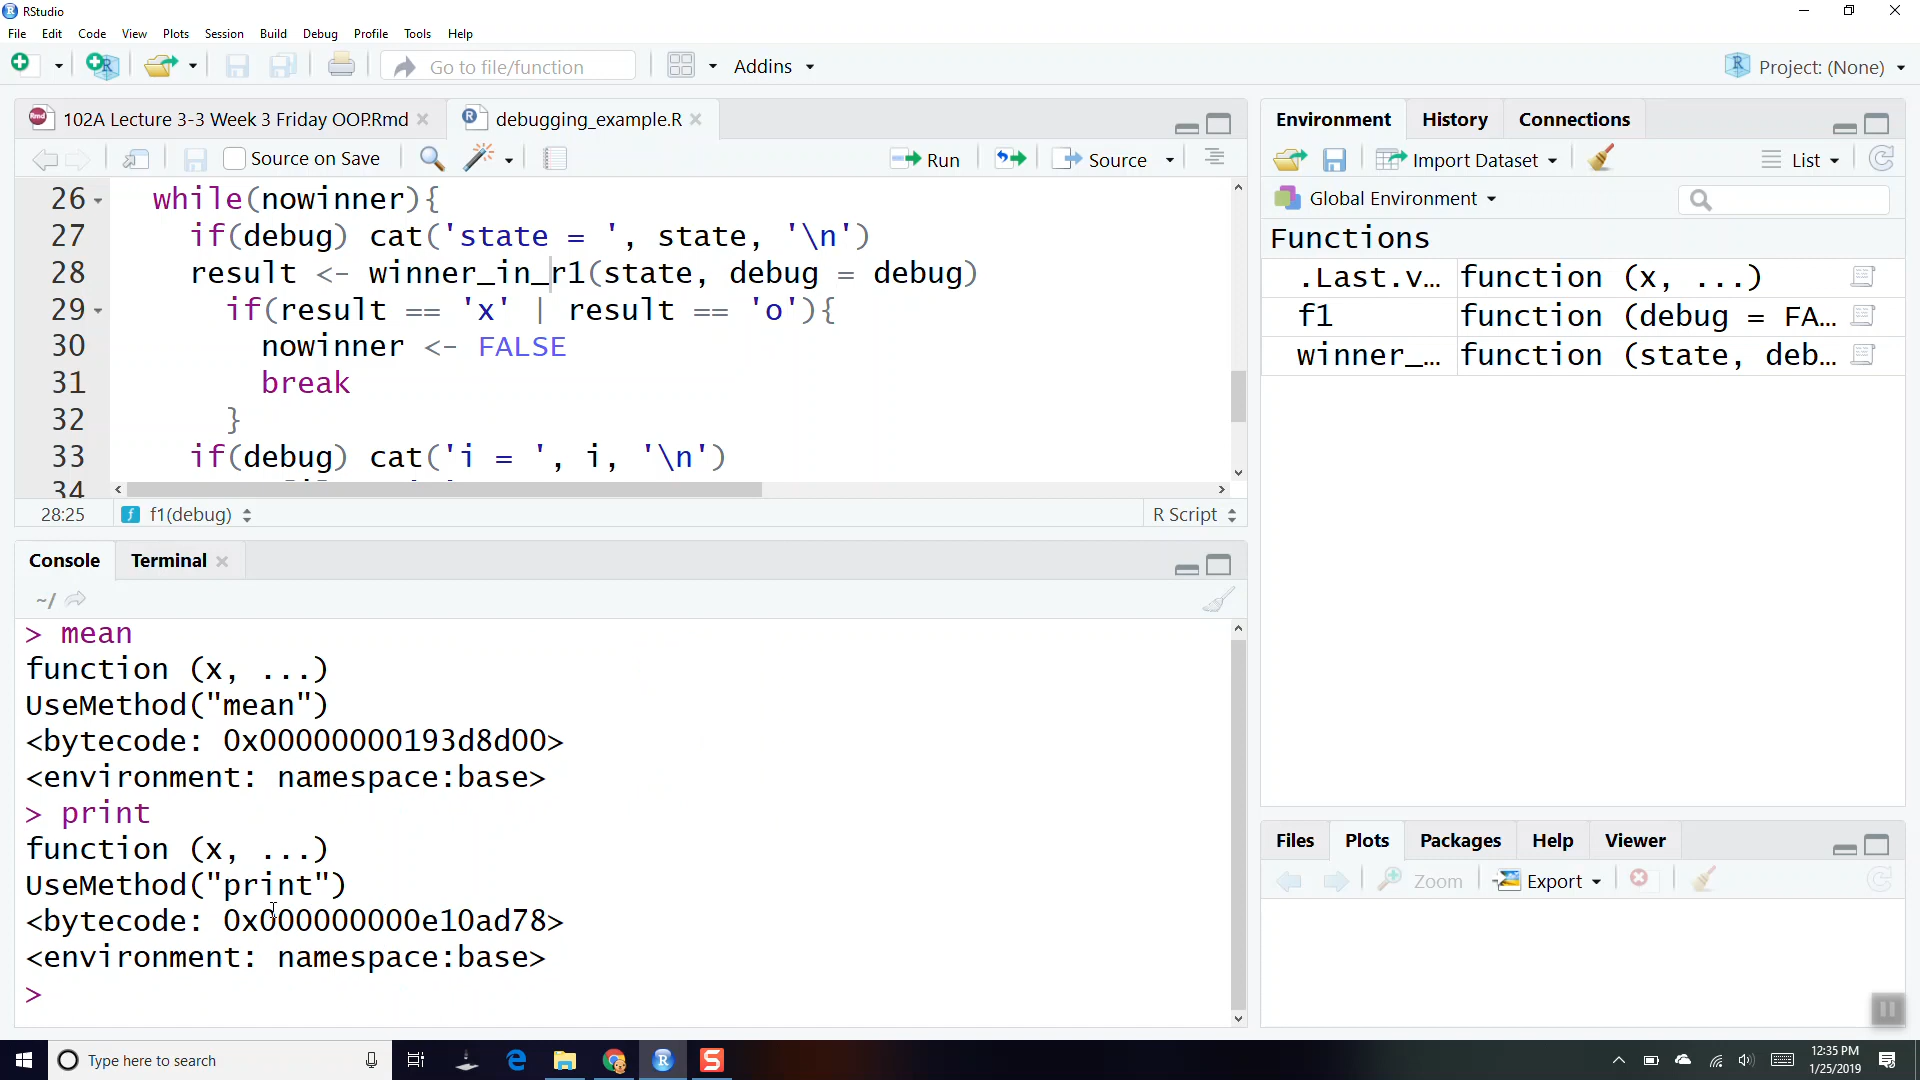 RStudio
File Edit Code View Plots Session Build Debug Profile Tools Help
Go to file/function Addins Project: (None)
102A Lecture 3-3 Week 3 Friday OOP.Rmd debugging_example.R
Source on Save Run Source
26 while(nowinner){
27 if(debug) cat('state = ', state, '\n')
28 result <- winner_in_r1(state, debug = debug)
29 if(result == 'x' | result == 'o'){
30 nowinner <- FALSE
31 break
32 }
33 if(debug) cat('i = ', i, '\n')
34
28:25 f1(debug) R Script
Console Terminal
~/
> mean
function (x, ...)
UseMethod("mean")
<bytecode: 0x00000000193d8d00>
<environment: namespace:base>
> print
function (x, ...)
UseMethod("print")
<bytecode: 0x000000000e10ad78>
<environment: namespace:base>
>
Environment History Connections
Import Dataset List
Global Environment
Functions
.Last.v… function (x, ...)
f1 function (debug = FA…
winner_… function (state, deb…
Files Plots Packages Help Viewer
Zoom Export
Type here to search
12:35 PM
1/25/2019